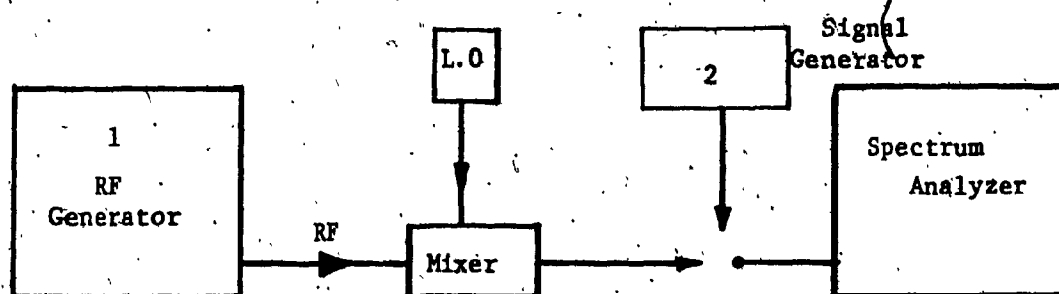 Signal
Generator
L.O
2
1
RF
Generator
Spectrum
Analyzer
RF
Mixer